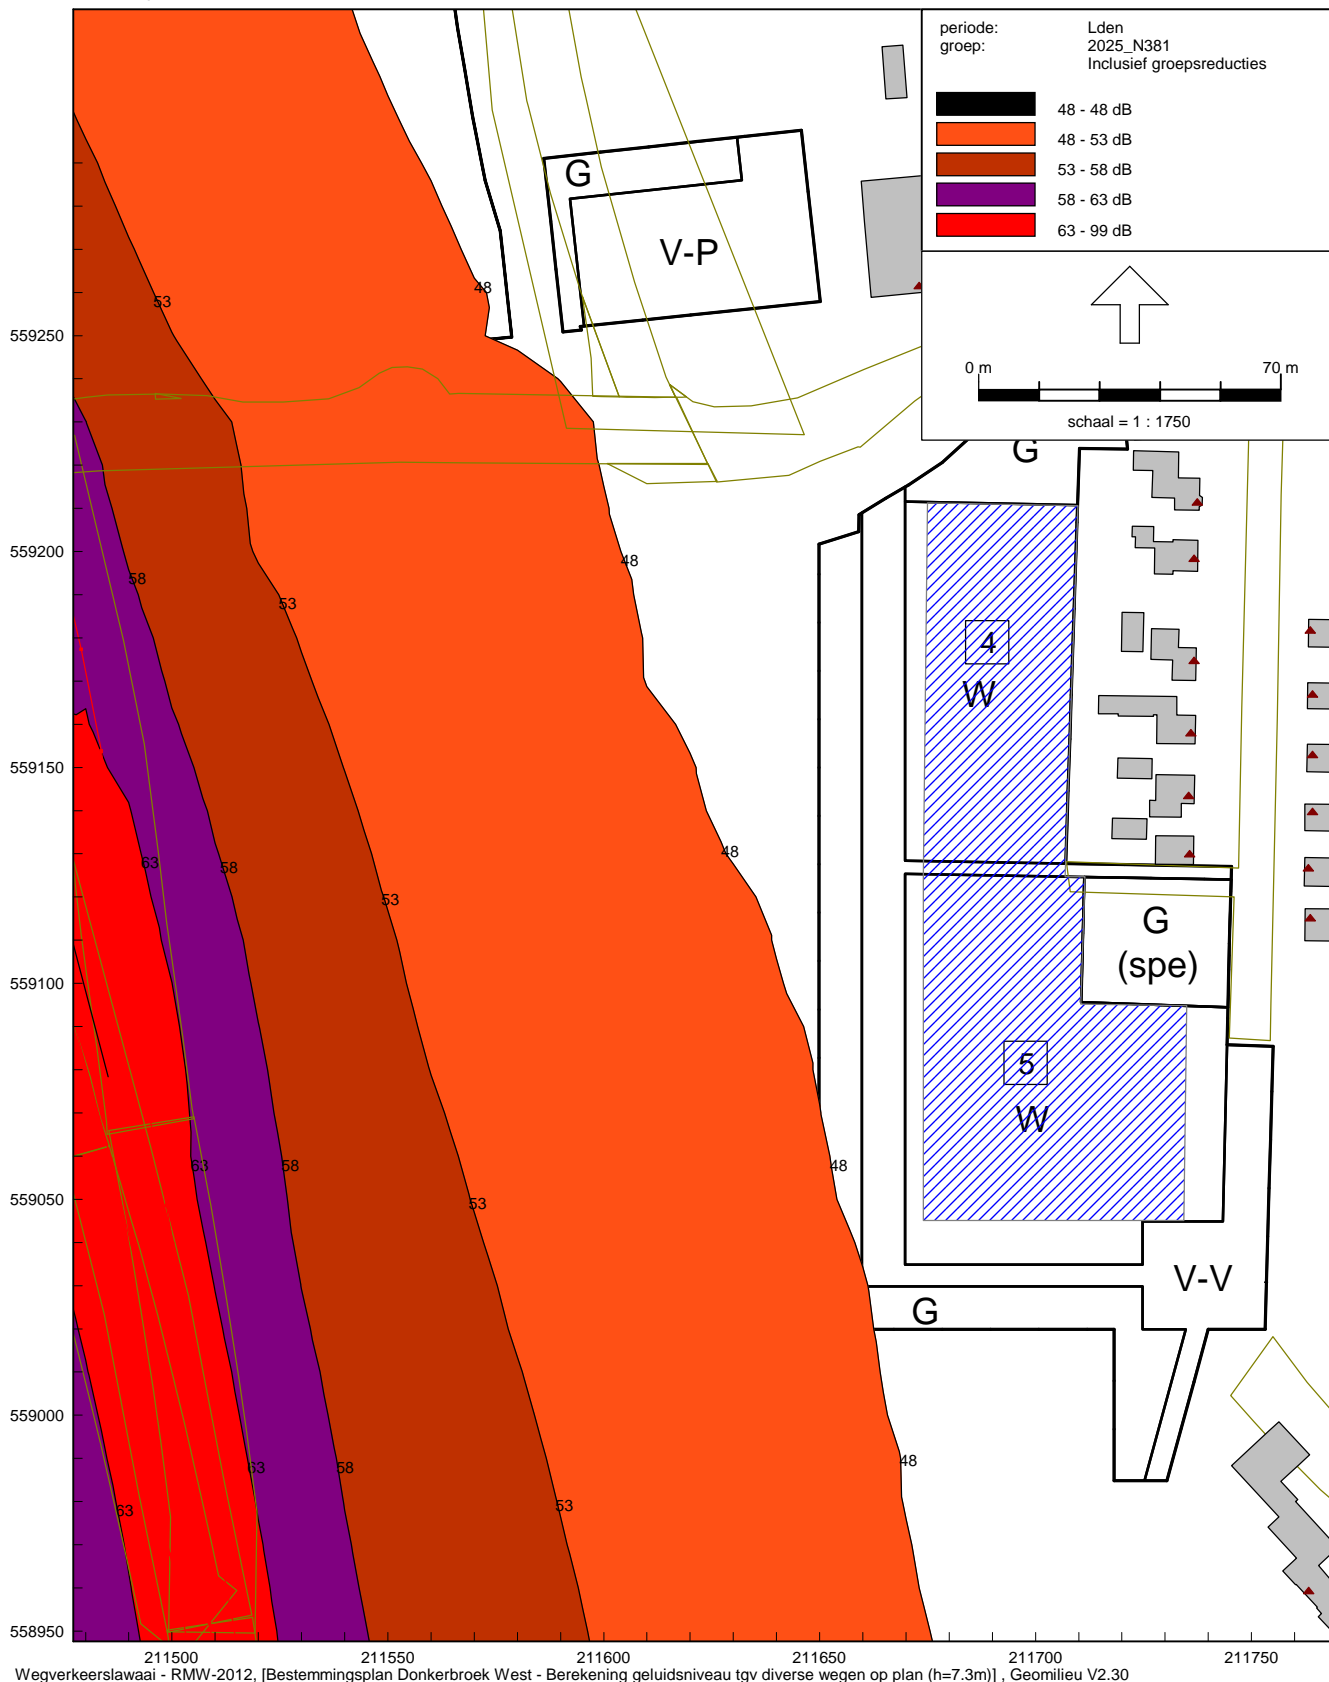 periode: Lden
groep: 2025_N381
Inclusief groepsreducties
48 - 48 dB
48 - 53 dB
53 - 58 dB
58 - 63 dB
63 - 99 dB
0 m 70 m
schaal = 1 : 1750
G
V-P
48
53
559250
G
559200
48
58
53
4
W
559150
48
63
58
53
G
(spe)
559100
5
W
48
63
58
53
559050
V-V
G
559000
48
63
58
53
63
558950
211500 211550 211600 211650 211700 211750
Wegverkeerslawaai - RMW-2012, [Bestemmingsplan Donkerbroek West - Berekening geluidsniveau tgv diverse wegen op plan (h=7.3m)] , Geomilieu V2.30